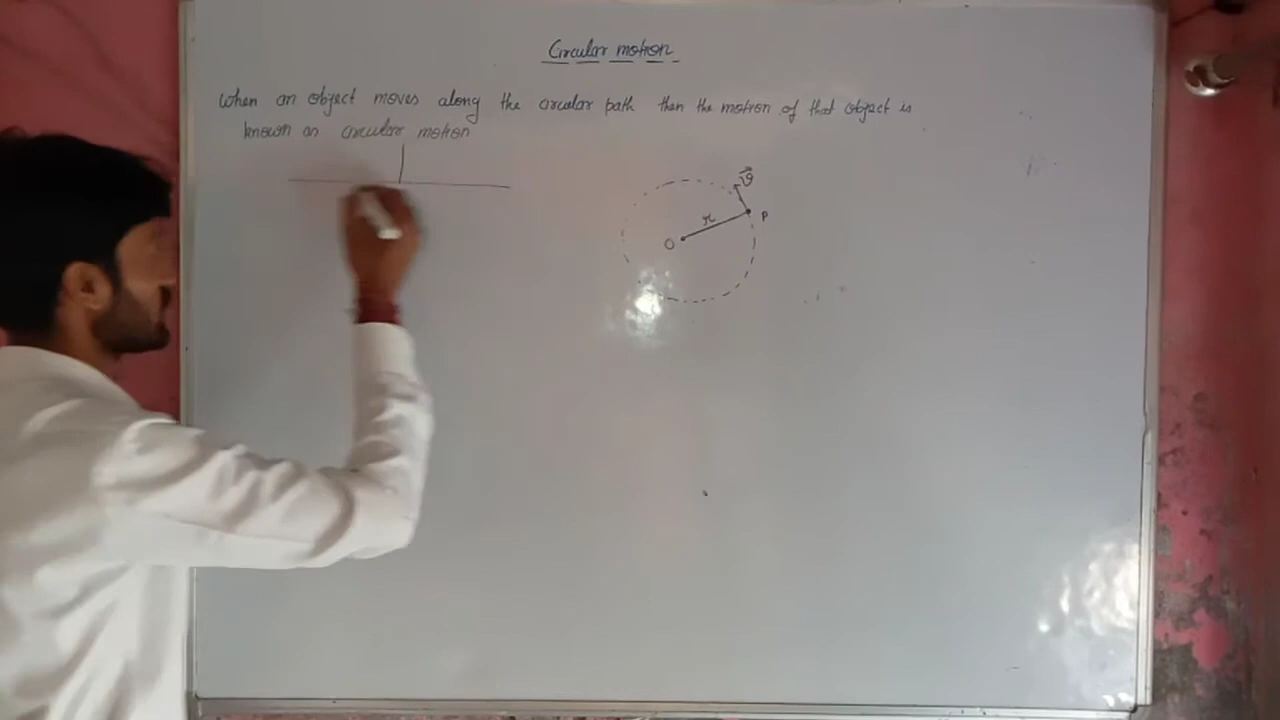 Circular motion
When an object moves along the circular path then the motion of that object is
known an circular motion
v
r
O
P